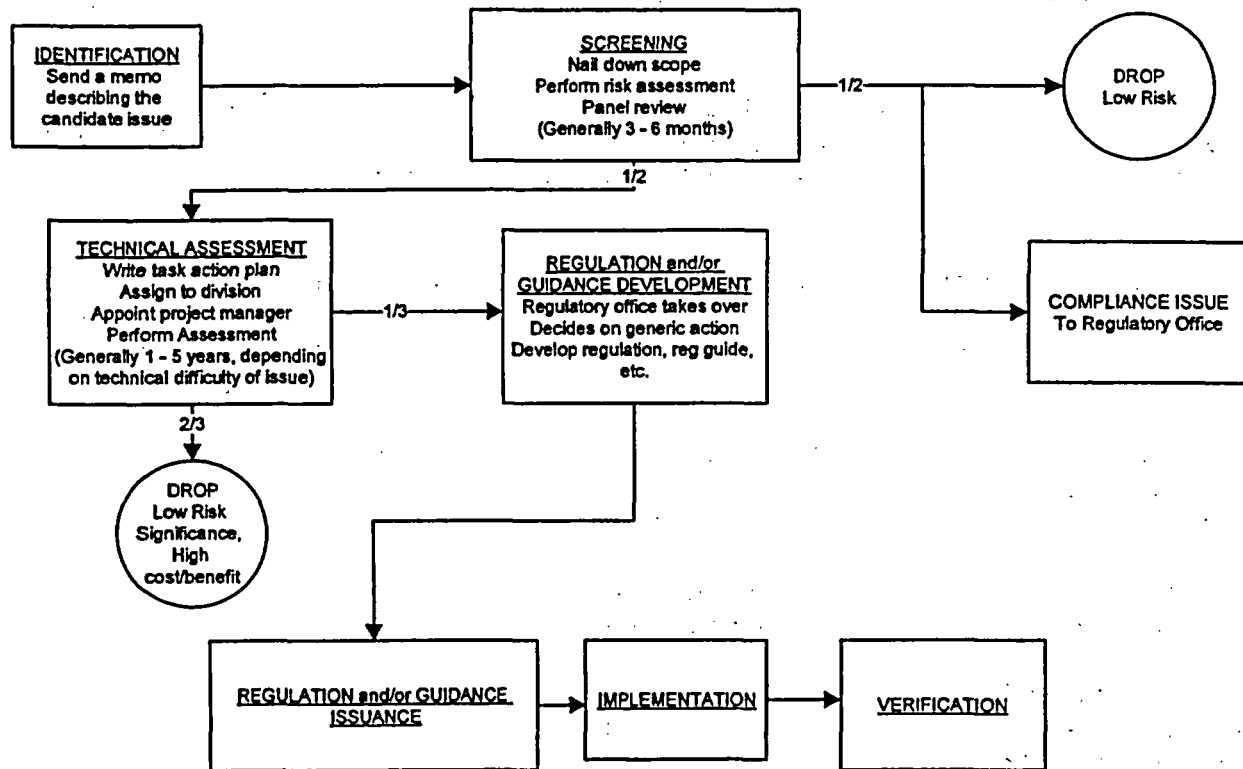 IDENTIFICATION
Send a memo
describing the
candidate issue
SCREENING
Nail down scope
Perform risk assessment
Panel review
(Generally 3 - 6 months)
1/2
DROP
Low Risk
1/2
TECHNICAL ASSESSMENT
Write task action plan
Assign to division
Appoint project manager
Perform Assessment
(Generally 1 - 5 years, depending
on technical difficulty of issue)
1/3
REGULATION and/or
GUIDANCE DEVELOPMENT
Regulatory office takes over
Decides on generic action
Develop regulation, reg guide,
etc.
COMPLIANCE ISSUE
To Regulatory Office
2/3
DROP
Low Risk
Significance,
High
cost/benefit
REGULATION and/or GUIDANCE
ISSUANCE
IMPLEMENTATION
VERIFICATION